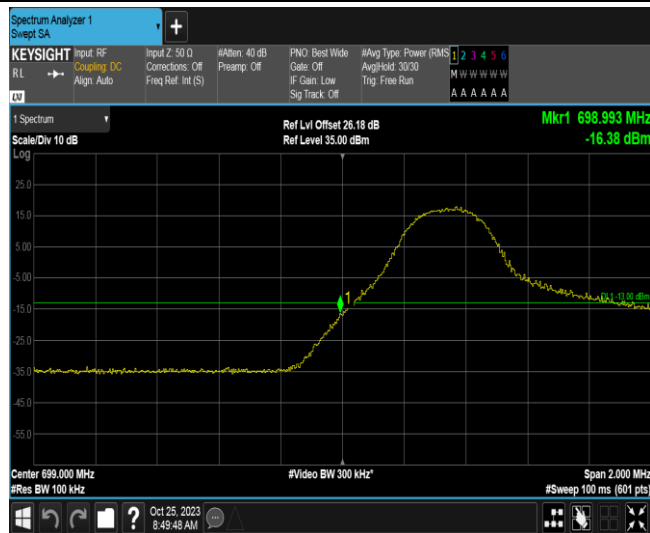 Spectrum Analyzer 1
Swept SA
+
KEYSIGHT
RL
LXI
Input: RF
Coupling: DC
Align: Auto
Input Z: 50 Ω
Corrections: Off
Freq Ref: Int (S)
#Atten: 40 dB
Preamp: Off
PNO: Best Wide
Gate: Off
IF Gain: Low
Sig Track: Off
#Avg Type: Power (RMS
Avg|Hold: 30/30
Trig: Free Run
1 2 3 4 5 6
M W W W W W
A A A A A A
1 Spectrum
Scale/Div 10 dB
Log
Ref Lvl Offset 26.18 dB
Ref Level 35.00 dBm
Mkr1 698.993 MHz
-16.38 dBm
25.0
15.0
5.00
-5.00
1
DL1 -13.00 dBm
-15.0
-25.0
-35.0
-45.0
-55.0
Center 699.000 MHz
#Video BW 300 kHz*
Span 2.000 MHz
#Res BW 100 kHz
#Sweep 100 ms (601 pts)
?
Oct 25, 2023
8:49:48 AM